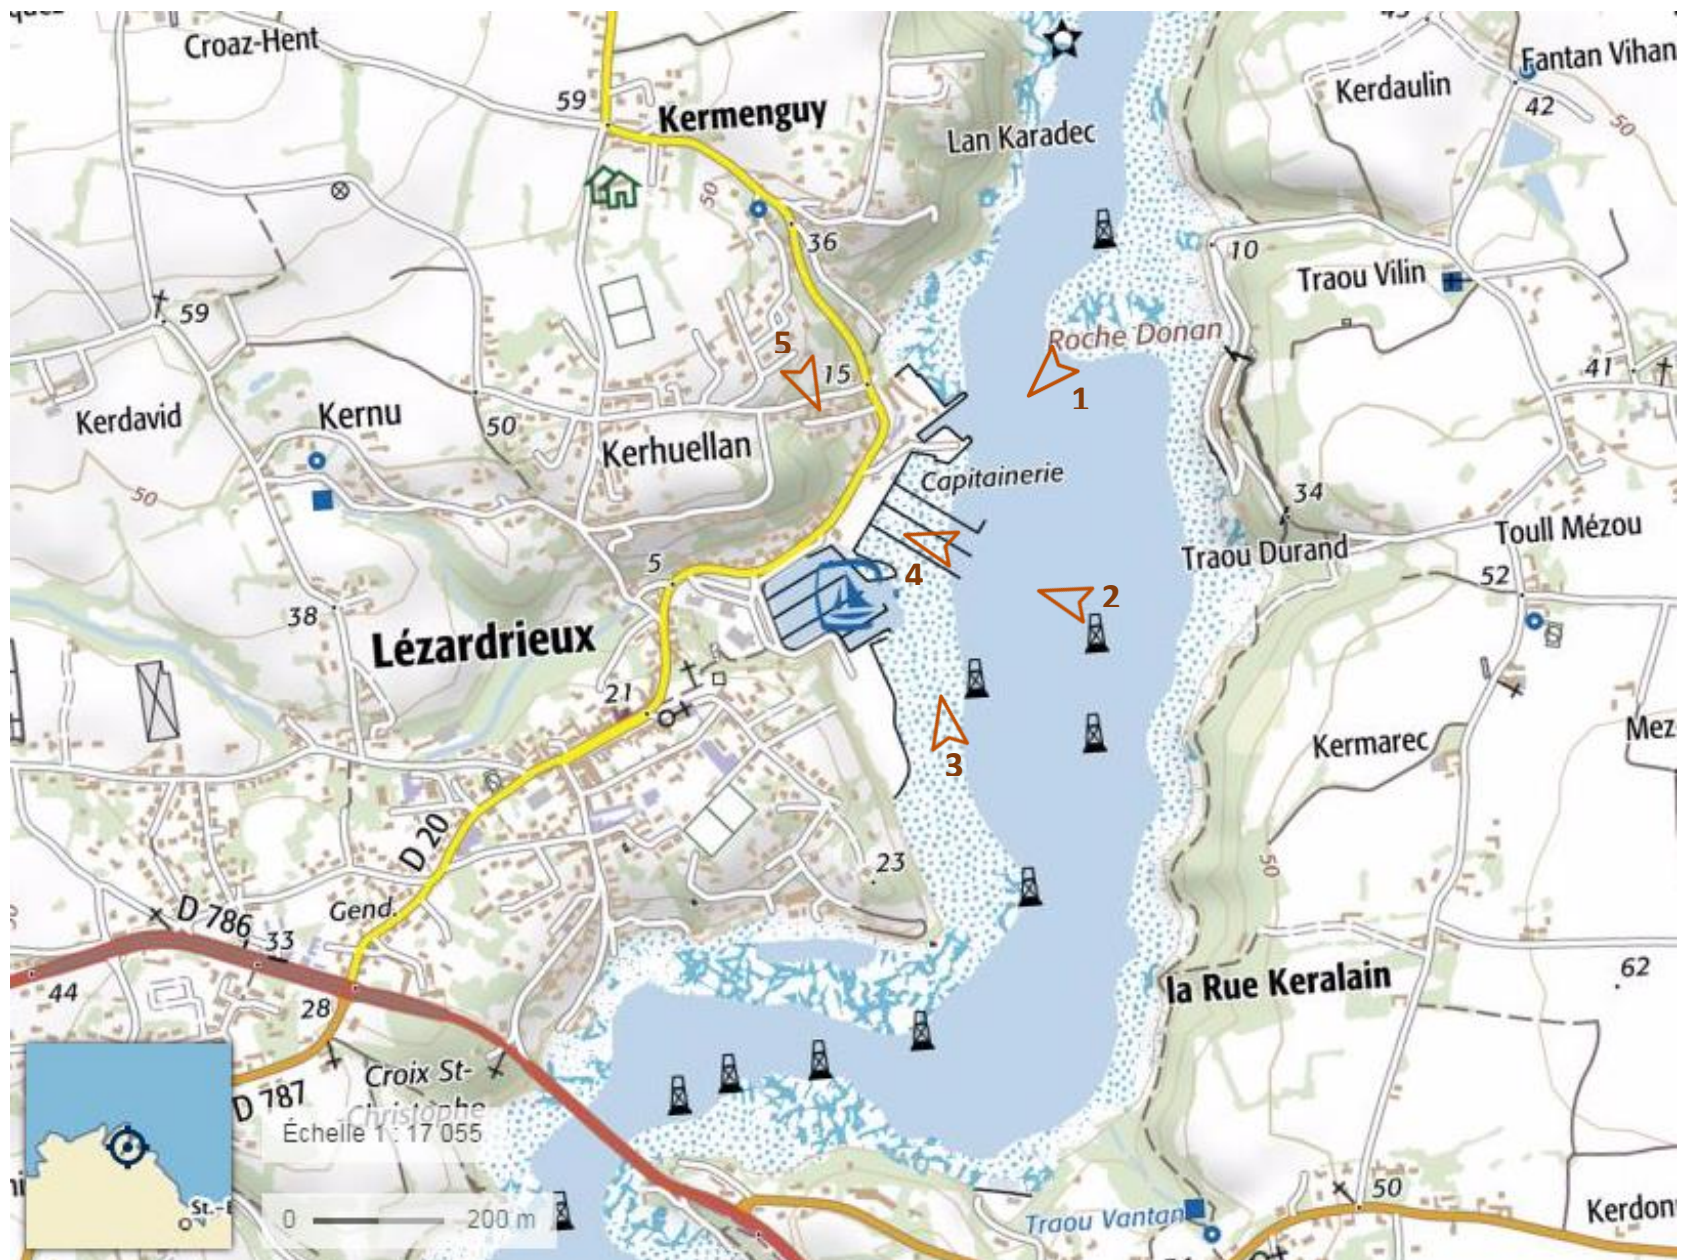 Croaz-Hent
Fantan Vihan
Kerdaulin
59
Kermenguy
42
50
Lan Karadec
50
36
10
Traou Vilin
59
Roche Donan
5
15
1
41
Kerdavid
Kernu
50
Kerhuellan
Capitainerie
50
34
Toull Mézou
Traou Durand
4
5
52
2
38
Lézardrieux
21
3
Kermarec
Mez
D 20
23
50
Gend.
D 786
33
la Rue Keralain
62
44
28
Croix St-
Christophe
D 787
Échelle 1 : 17 055
50
St.-B
0 200 m
Traou Vantan
Kerdon